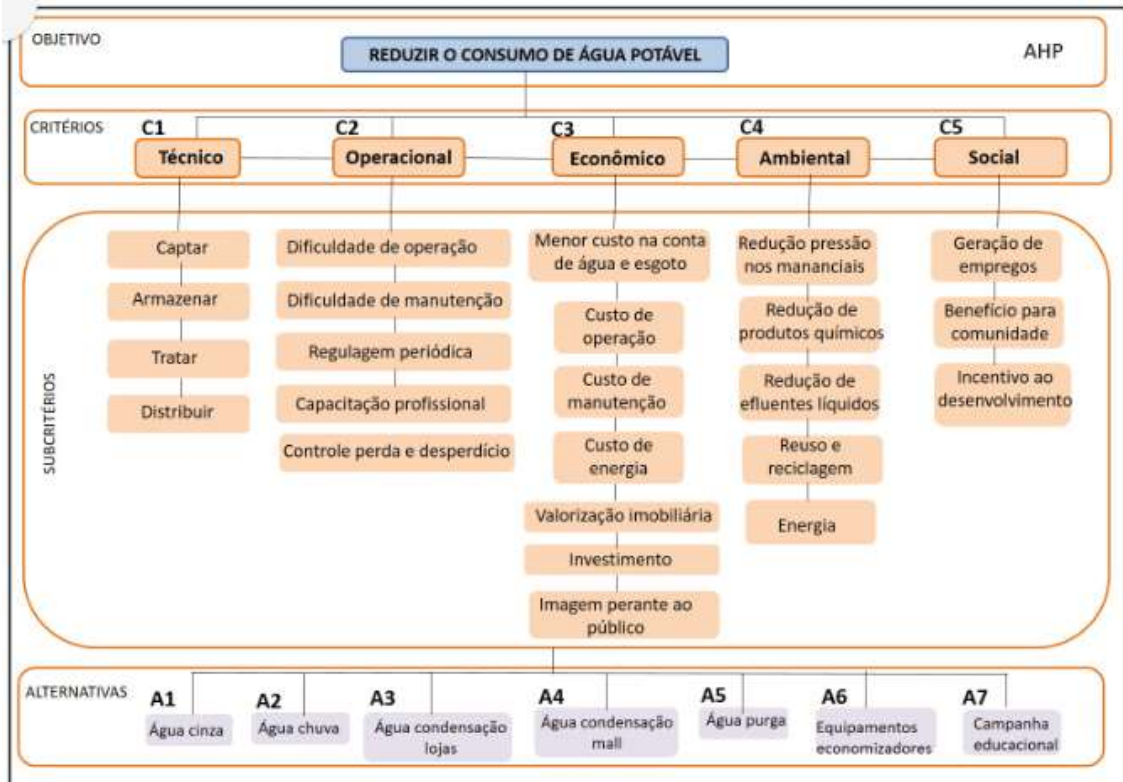 OBJETIVO
REDUZIR O CONSUMO DE ÁGUA POTÁVEL
AHP
CRITÉRIOS
C1
Técnico
C2
Operacional
C3
Econômico
C4
Ambiental
C5
Social
SUBCRITÉRIOS
Captar
Armazenar
Tratar
Distribuir
Dificuldade de operação
Dificuldade de manutenção
Regulagem periódica
Capacitação profissional
Controle perda e desperdício
Menor custo na conta
de água e esgoto
Custo de
operação
Custo de
manutenção
Custo de
energia
Valorização imobiliária
Investimento
Imagem perante ao
público
Redução pressão
nos mananciais
Redução de
produtos químicos
Redução de
efluentes líquidos
Reuso e
reciclagem
Energia
Geração de
empregos
Benefício para
comunidade
Incentivo ao
desenvolvimento
ALTERNATIVAS
A1
Água cinza
A2
Água chuva
A3
Água condensação
lojas
A4
Água condensação
mall
A5
Água purga
A6
Equipamentos
economizadores
A7
Campanha
educacional